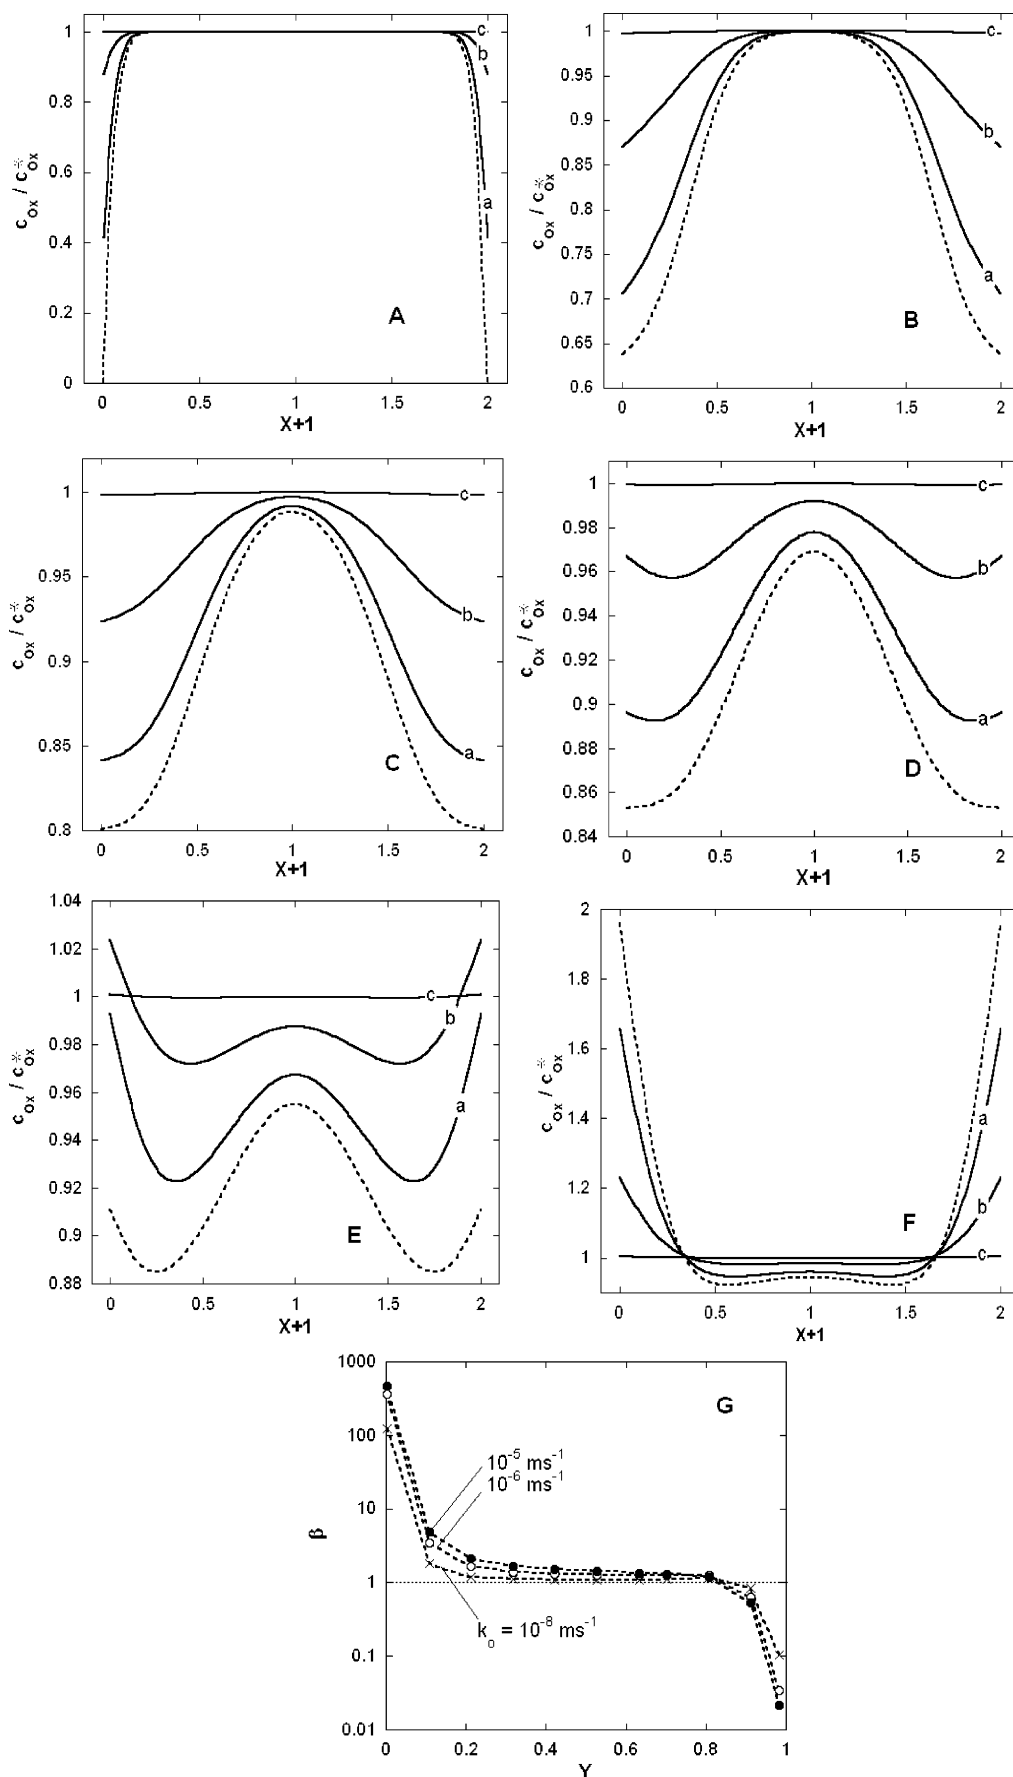 1
0.8
0.6
0.4
0.2
0
c_ox / c*_ox
c
b
a
A
0 0.5 1 1.5 2
X+1
1
0.95
0.9
0.85
0.8
0.75
0.7
0.65
0.6
c_ox / c*_ox
c
b
a
B
0 0.5 1 1.5 2
X+1
1
0.95
0.9
0.85
0.8
c_ox / c*_ox
c
b
a
C
0 0.5 1 1.5 2
X+1
1
0.98
0.96
0.94
0.92
0.9
0.88
0.86
0.84
c_ox / c*_ox
c
b
a
D
0 0.5 1 1.5 2
X+1
1.04
1.02
1
0.98
0.96
0.94
0.92
0.9
0.88
c_ox / c*_ox
c
b
a
E
0 0.5 1 1.5 2
X+1
2
1.8
1.6
1.4
1.2
1
c_ox / c*_ox
a
b
c
F
0 0.5 1 1.5 2
X+1
1000
100
10
1
0.1
0.01
β
G
10⁻⁵ ms⁻¹
10⁻⁶ ms⁻¹
k₀ = 10⁻⁸ ms⁻¹
0 0.2 0.4 0.6 0.8 1
Y